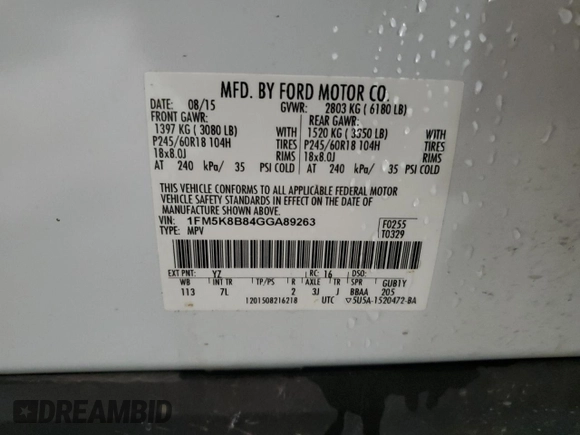 MFD. BY FORD MOTOR CO.
DATE: 08/15 GVWR: 2803 KG ( 6180 LB)
FRONT GAWR: REAR GAWR:
1397 KG ( 3080 LB) WITH 1520 KG ( 3350 LB) WITH
P245/60R18 104H TIRES P245/60R18 104H TIRES
18x8.0J RIMS 18x8.0J RIMS
AT 240 kPa/ 35 PSI COLD AT 240 kPa/ 35 PSI COLD
THIS VEHICLE CONFORMS TO ALL APPLICABLE FEDERAL MOTOR
VEHICLE SAFETY STANDARDS IN EFFECT ON THE DATE OF
MANUFACTURE SHOWN ABOVE.
VIN: 1FM5K8B84GGA89263 F0255
TYPE: MPV T0329
EXT PNT: YZ RC: 16 DSO:
WB INT TR TP/PS R AXLE TR SPR GUB1Y
113 7L 2 3J J BBAA 205
1201508216218 UTC ▽5U5A-1520472-BA
DREAMBID